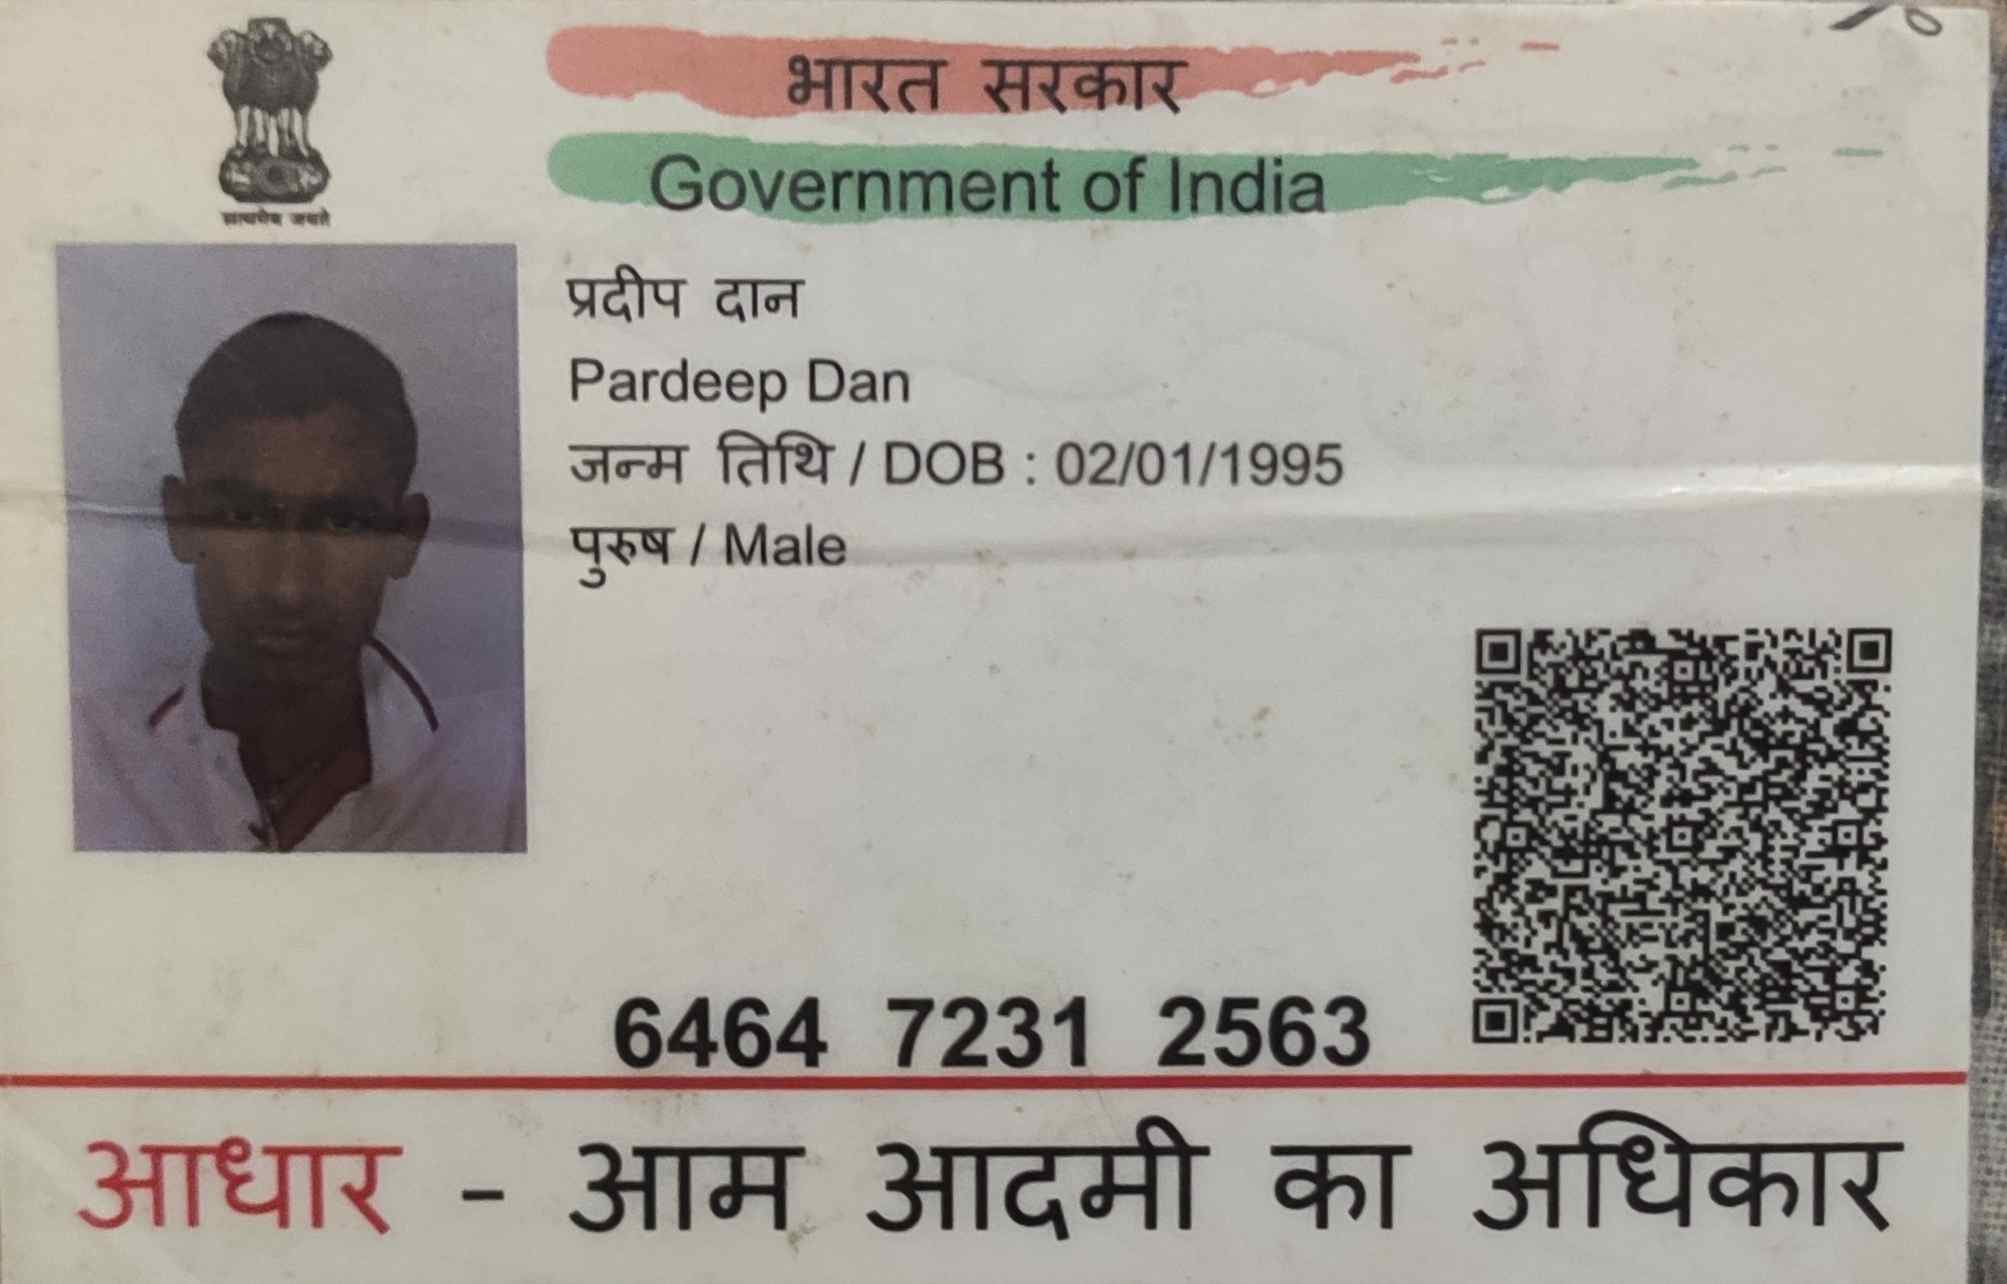 सत्यमेव जयते
भारत सरकार
Government of India
प्रदीप दान
Pardeep Dan
जन्म तिथि / DOB : 02/01/1995
पुरुष / Male
6464 7231 2563
आधार - आम आदमी का अधिकार